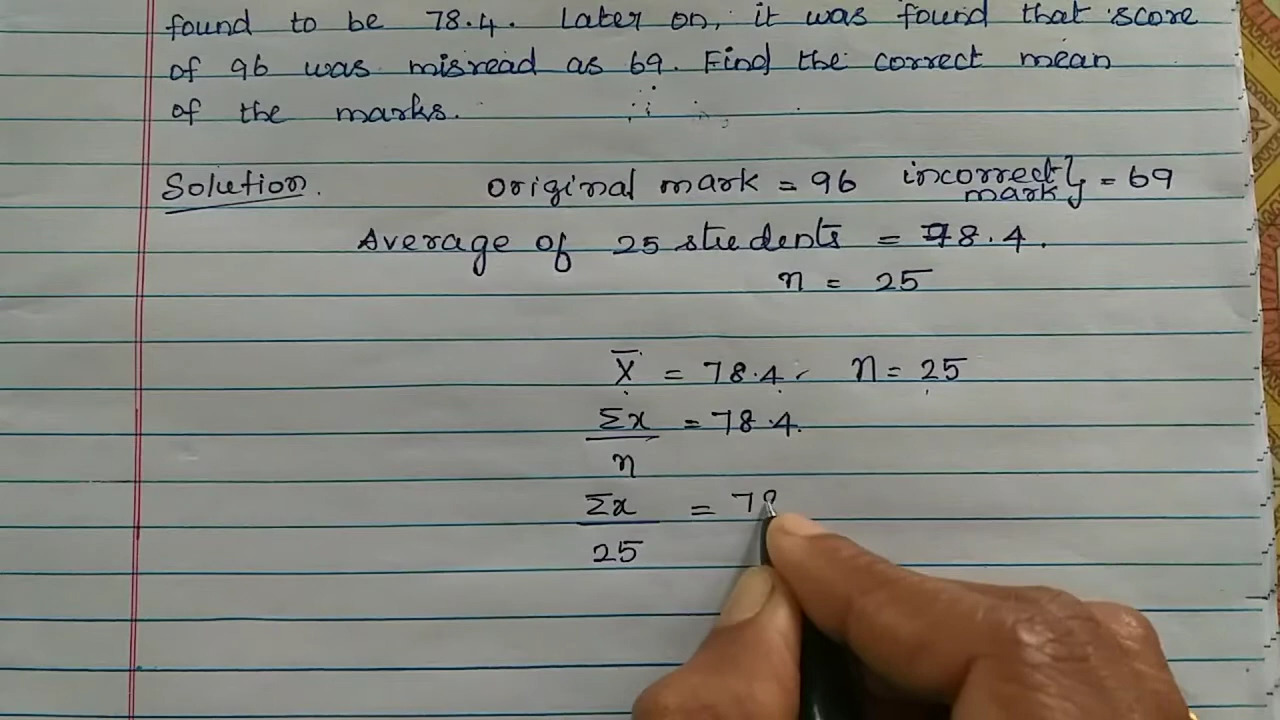 found to be 78.4. Later on, it was found that score
of 96 was misread as 69. Find the correct mean
of the marks.
Solution. original mark = 96 incorrect mark} = 69
Average of 25 students = 78.4.
n = 25
X̅ = 78.4, n = 25
Σx/n = 78.4.
Σx/25 = 78